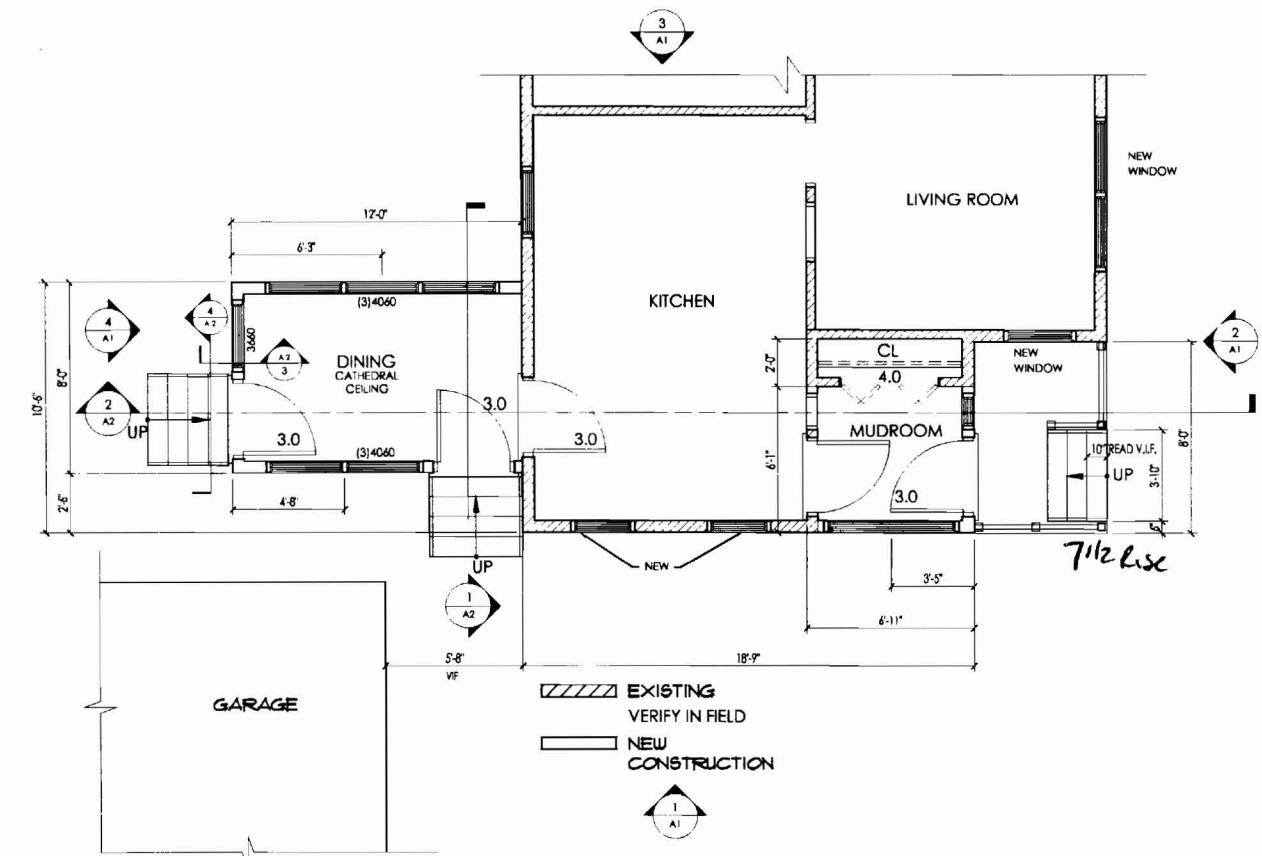 3
A1
NEW
WINDOW
LIVING ROOM
12'-0"
6'-3"
KITCHEN
(3)4060
4
A1
4
A2
3660
A2
3
DINING
CATHEDRAL
CEILING
2'-0"
CL
4.0
NEW
WINDOW
2
A1
10'-6"
8'-0"
2
A2
UP
3.0
3.0
3.0
MUDROOM
10" TREAD V.I.F.
UP
3'-10"
8'-0"
(3)4060
6'-1"
3.0
2'-6"
4'-8"
6"
7 1/2 Rise
UP
NEW
3'-5"
1
A2
6'-11"
5'-8"
VIF
18'-9"
GARAGE
EXISTING
VERIFY IN FIELD
NEW
CONSTRUCTION
1
A1